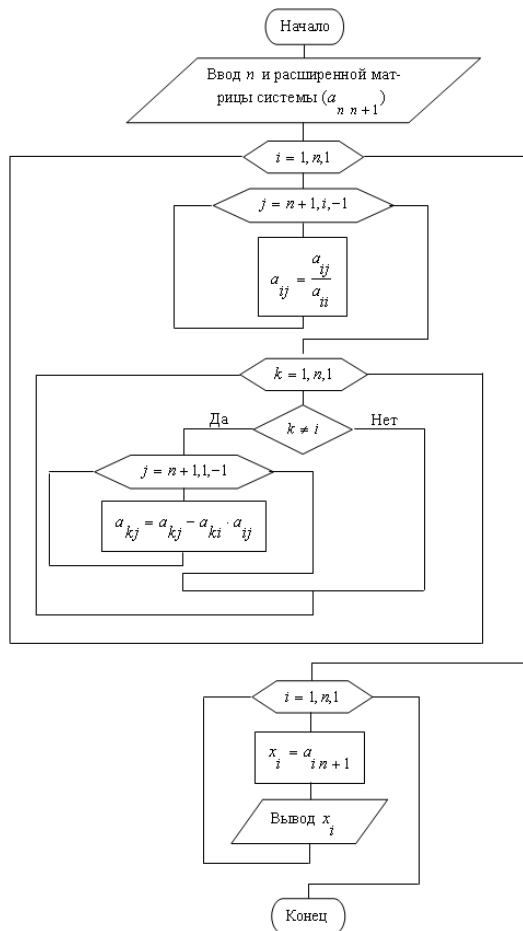 Начало
Ввод n и расширенной мат-
рицы системы (a n n+1)
i = 1, n,1
j = n+1,i,−1
a ij = a ij / a ii
k = 1, n,1
Да
k ≠ i
Нет
j = n+1,1,−1
a kj = a kj − a ki · a ij
i = 1, n,1
x i = a i n+1
Вывод x i
Конец